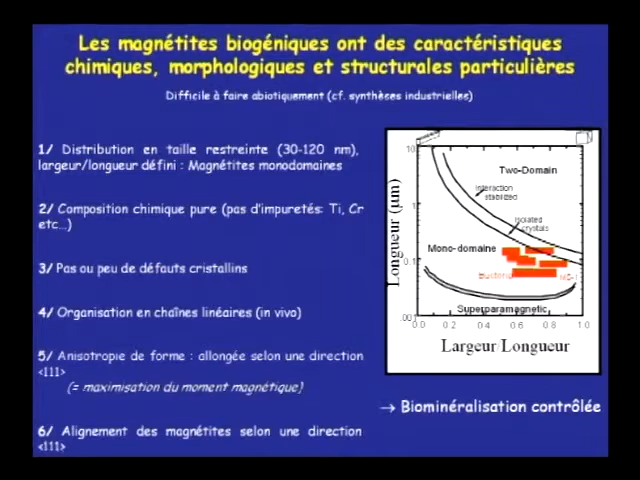 Les magnétites biogéniques ont des caractéristiques
chimiques, morphologiques et structurales particulières
Difficile à faire abiotiquement (cf. synthèses industrielles)
1/ Distribution en taille restreinte (30-120 nm),
largeur/longueur défini : Magnétites monodomaines
2/ Composition chimique pure (pas d'impuretés: Ti, Cr
etc…)
3/ Pas ou peu de défauts cristallins
4/ Organisation en chaînes linéaires (in vivo)
5/ Anisotropie de forme : allongée selon une direction
<111>
(= maximisation du moment magnétique)
6/ Alignement des magnétites selon une direction
<111>
Longueur (µm)
10
1
0.1
.001
Two-Domain
interaction
stabilized
isolated
crystals
Mono-domaine
Superparamagnetic
0.0 0.2 0.4 0.6 0.8 1.0
Largeur/Longueur
→ Biominéralisation contrôlée